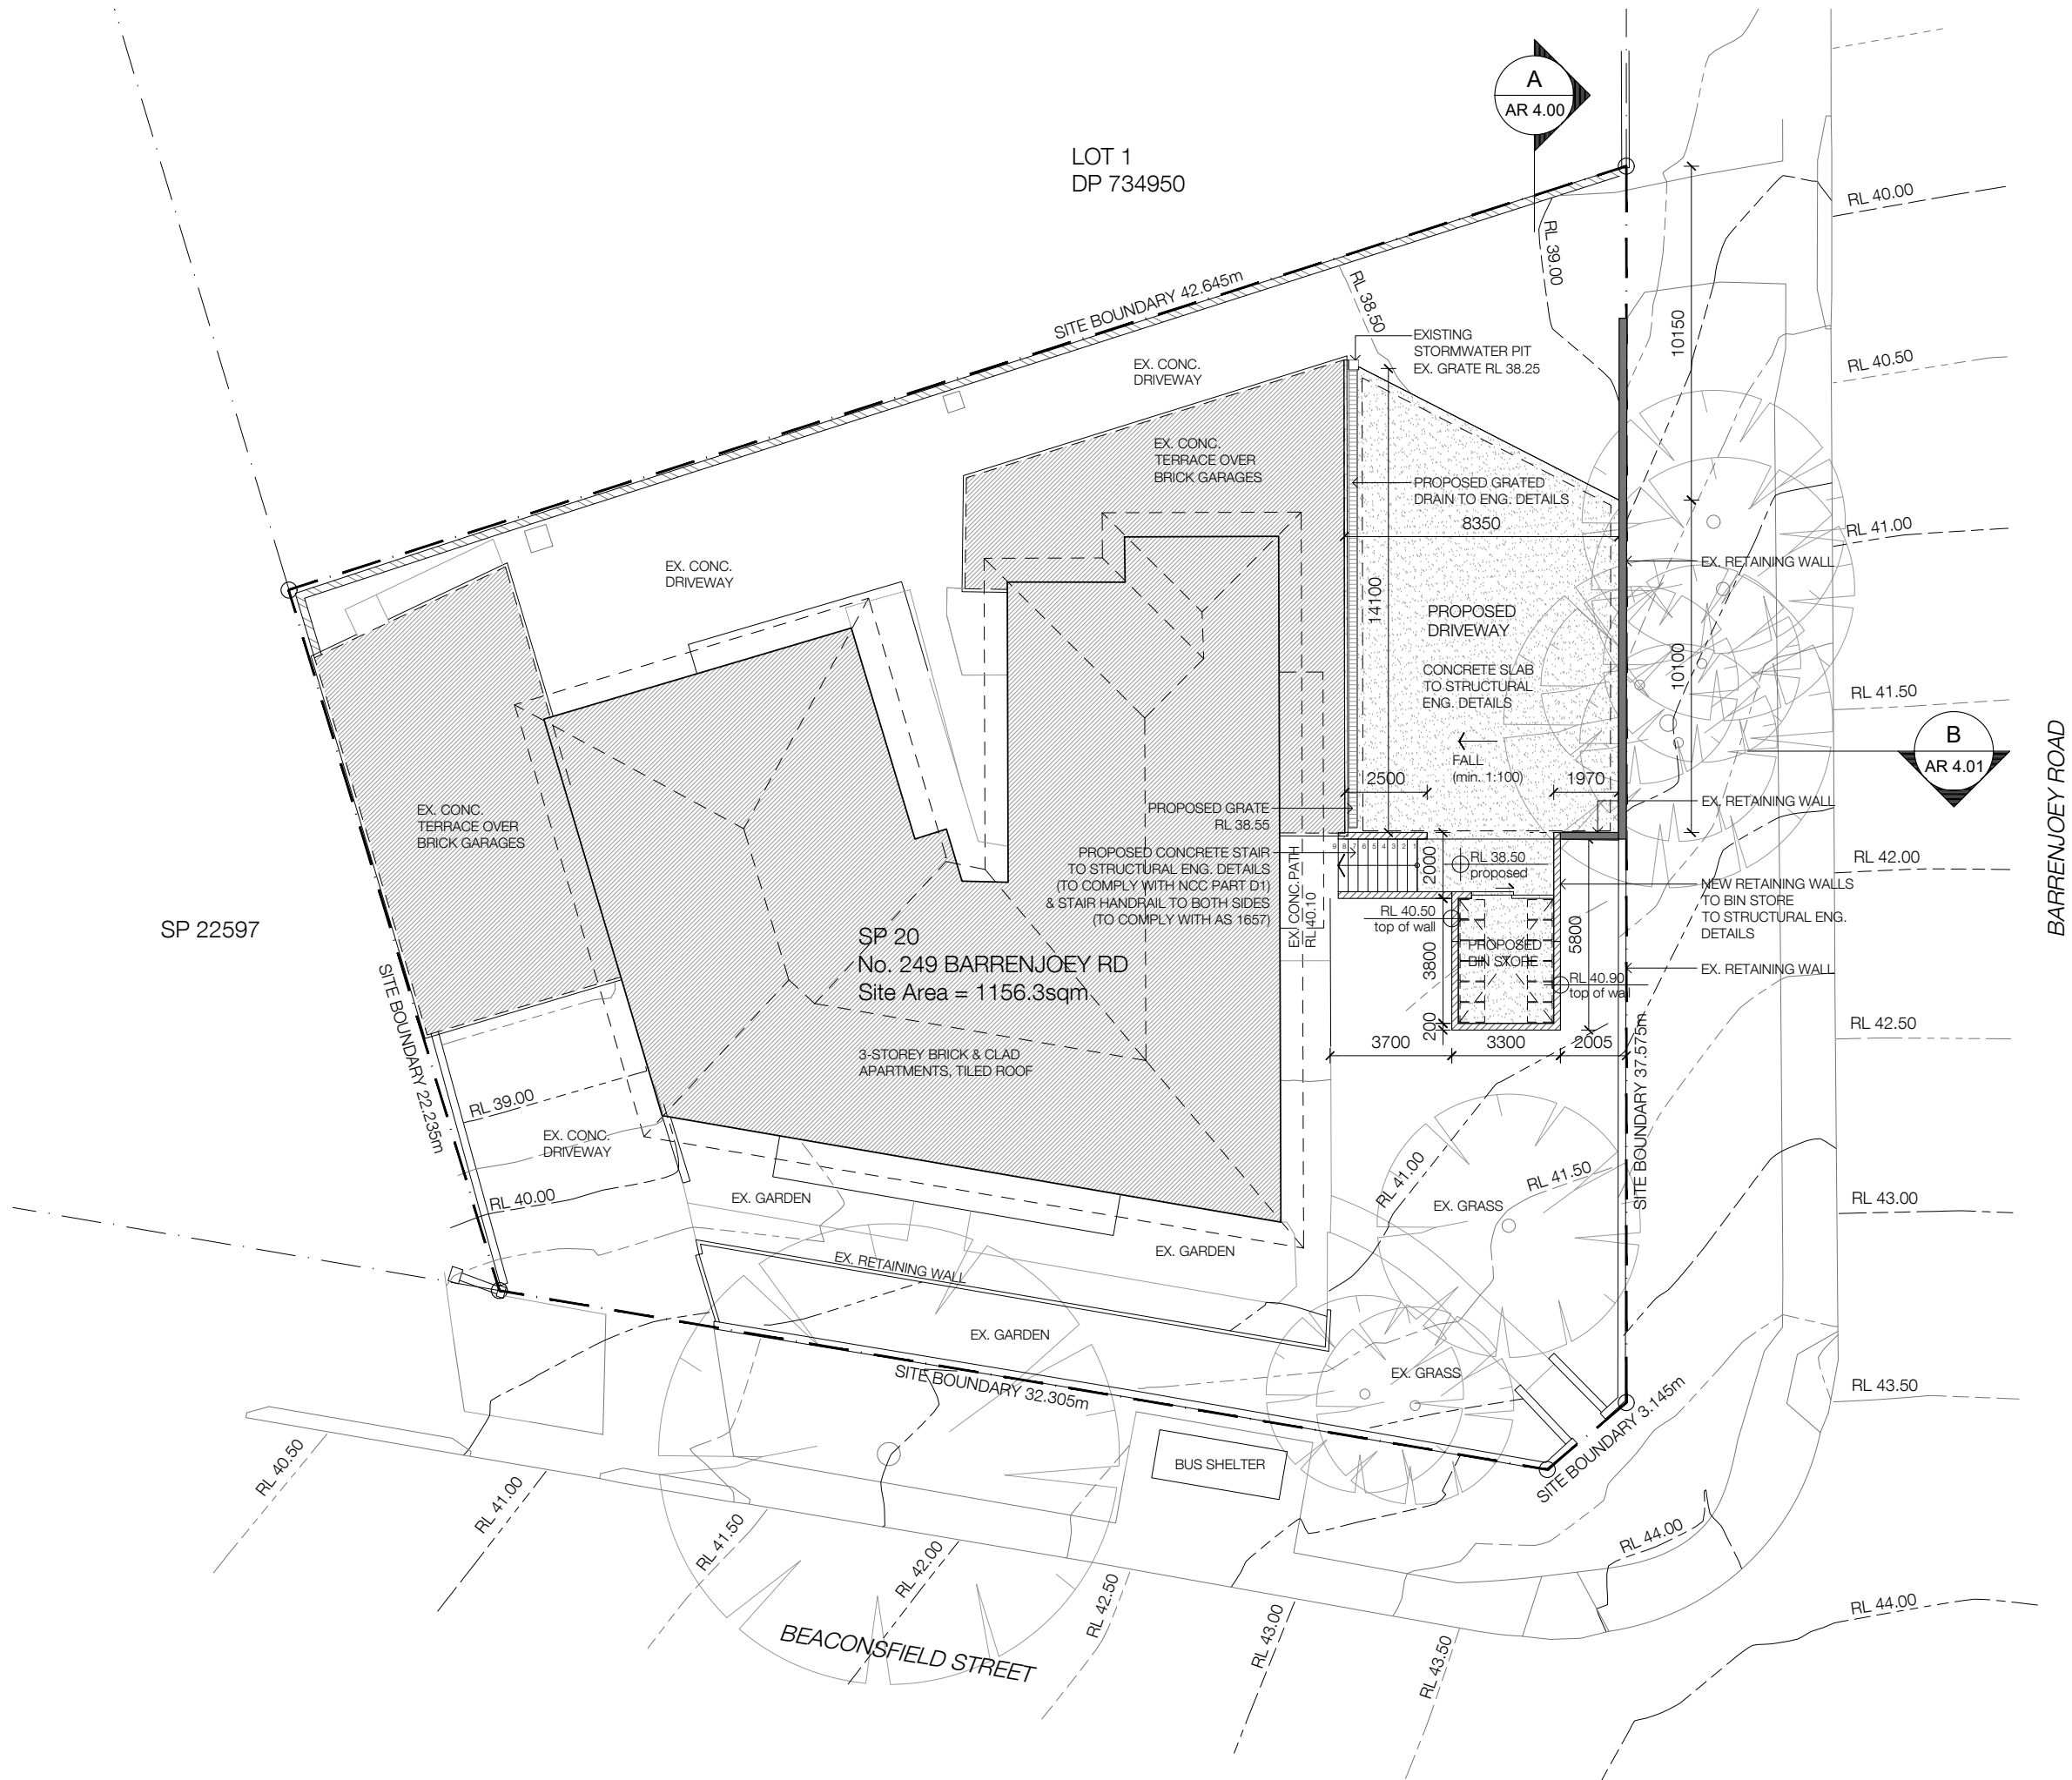 A
AR 4.00
LOT 1
DP 734950
RL 40.00
RL 39.00
SITE BOUNDARY 42.645m
RL 38.50
10150
EXISTING
STORMWATER PIT
EX. GRATE RL 38.25
RL 40.50
EX. CONC.
DRIVEWAY
EX. CONC.
TERRACE OVER
BRICK GARAGES
PROPOSED GRATED
DRAIN TO ENG. DETAILS
8350
RL 41.00
EX. RETAINING WALL
EX. CONC.
DRIVEWAY
14100
PROPOSED
DRIVEWAY
CONCRETE SLAB
TO STRUCTURAL
ENG. DETAILS
10100
RL 41.50
B
AR 4.01
BARRENJOEY ROAD
FALL
(min. 1:100)
2500
1970
EX. RETAINING WALL
PROPOSED GRATE
RL 38.55
EX. CONC.
TERRACE OVER
BRICK GARAGES
PROPOSED CONCRETE STAIR
TO STRUCTURAL ENG. DETAILS
(TO COMPLY WITH NCC PART D1)
& STAIR HANDRAIL TO BOTH SIDES
(TO COMPLY WITH AS 1657)
EX. CONC.PATH
RL 40.10
9 8 7 6 5 4 3 2 1
2000
RL 38.50
proposed
RL 42.00
NEW RETAINING WALLS
TO BIN STORE
TO STRUCTURAL ENG.
DETAILS
RL 40.50
top of wall
SP 22597
SP 20
No. 249 BARRENJOEY RD
Site Area = 1156.3sqm
3800
PROPOSED
BIN STORE
5800
EX. RETAINING WALL
RL 40.90
top of wall
200
RL 42.50
3700
3300
2005
SITE BOUNDARY 37.575m
SITE BOUNDARY 22.235m
3-STOREY BRICK & CLAD
APARTMENTS, TILED ROOF
RL 39.00
EX. CONC.
DRIVEWAY
RL 40.00
EX. GARDEN
RL 41.00
RL 41.50
EX. GRASS
RL 43.00
EX. GARDEN
EX. RETAINING WALL
EX. GARDEN
EX. GRASS
SITE BOUNDARY 32.305m
SITE BOUNDARY 3.145m
RL 43.50
BUS SHELTER
RL 40.50
RL 41.00
RL 41.50
RL 42.00
RL 42.50
RL 43.00
RL 43.50
RL 44.00
RL 44.00
BEACONSFIELD STREET